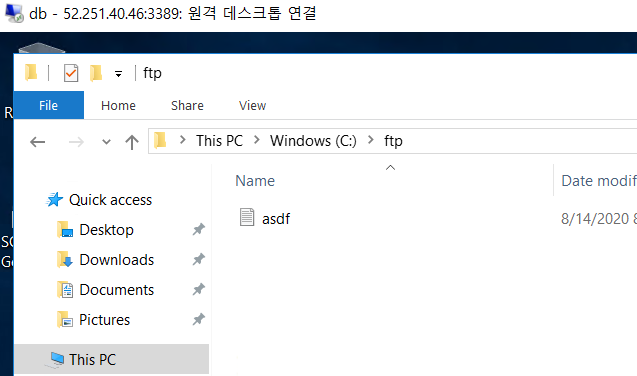 db - 52.251.40.46:3389: 원격 데스크톱 연결
ftp
File Home Share View
This PC Windows (C:) ftp
Name Date modif
Quick access
asdf 8/14/2020 8
Desktop
Downloads
Documents
Pictures
This PC